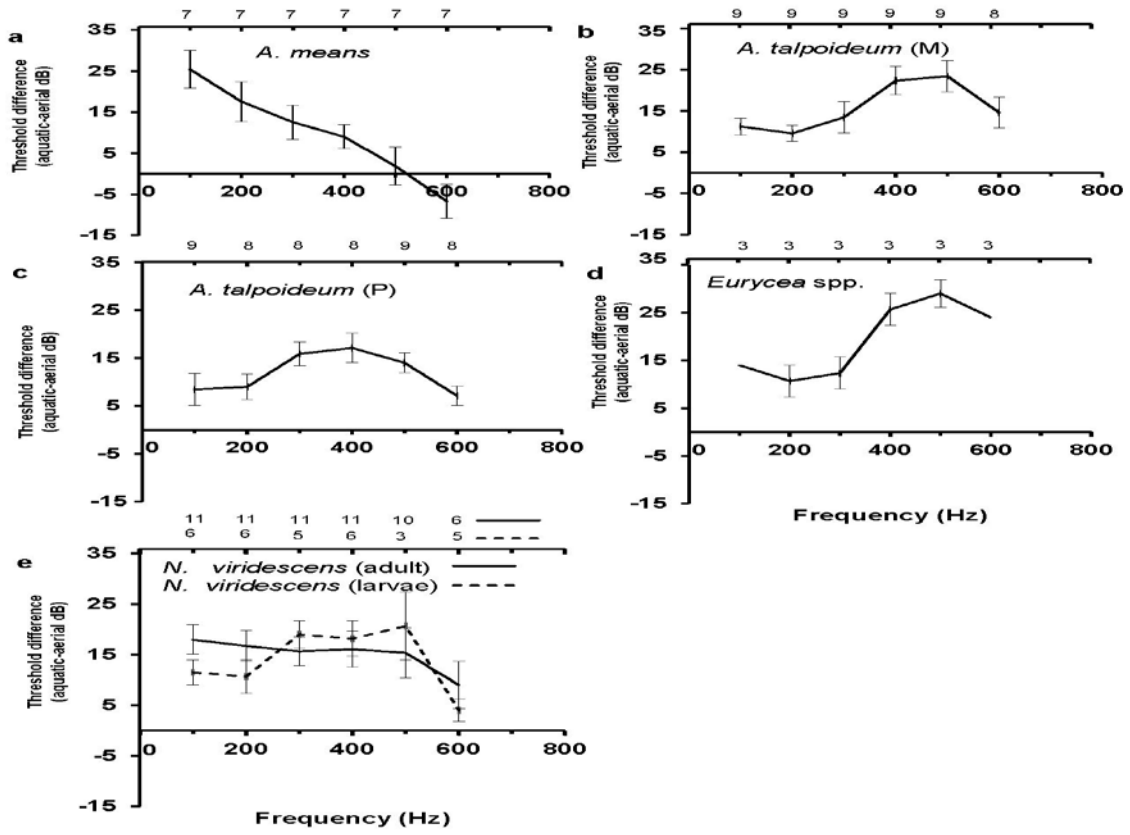 7 7 7 7 7 7
a
35
25
15
5
-5
-15
Threshold difference
(aquatic-aerial dB)
A. means
0 200 400 600 800
9 9 9 9 9 8
b
35
25
15
5
-5
-15
Threshold difference
(aquatic-aerial dB)
A. talpoideum (M)
0 200 400 600 800
9 8 8 8 9 8
c
35
25
15
5
-5
-15
Threshold difference
(aquatic-aerial dB)
A. talpoideum (P)
0 200 400 600 800
3 3 3 3 3 3
d
35
25
15
5
-5
-15
Threshold difference
(aquatic-aerial dB)
Eurycea spp.
0 200 400 600 800
Frequency (Hz)
11 11 11 11 10 6
6 6 5 6 3 5
e
35
25
15
5
-5
-15
Threshold difference
(aquatic-aerial dB)
N. viridescens (adult)
N. viridescens (larvae)
0 200 400 600 800
Frequency (Hz)